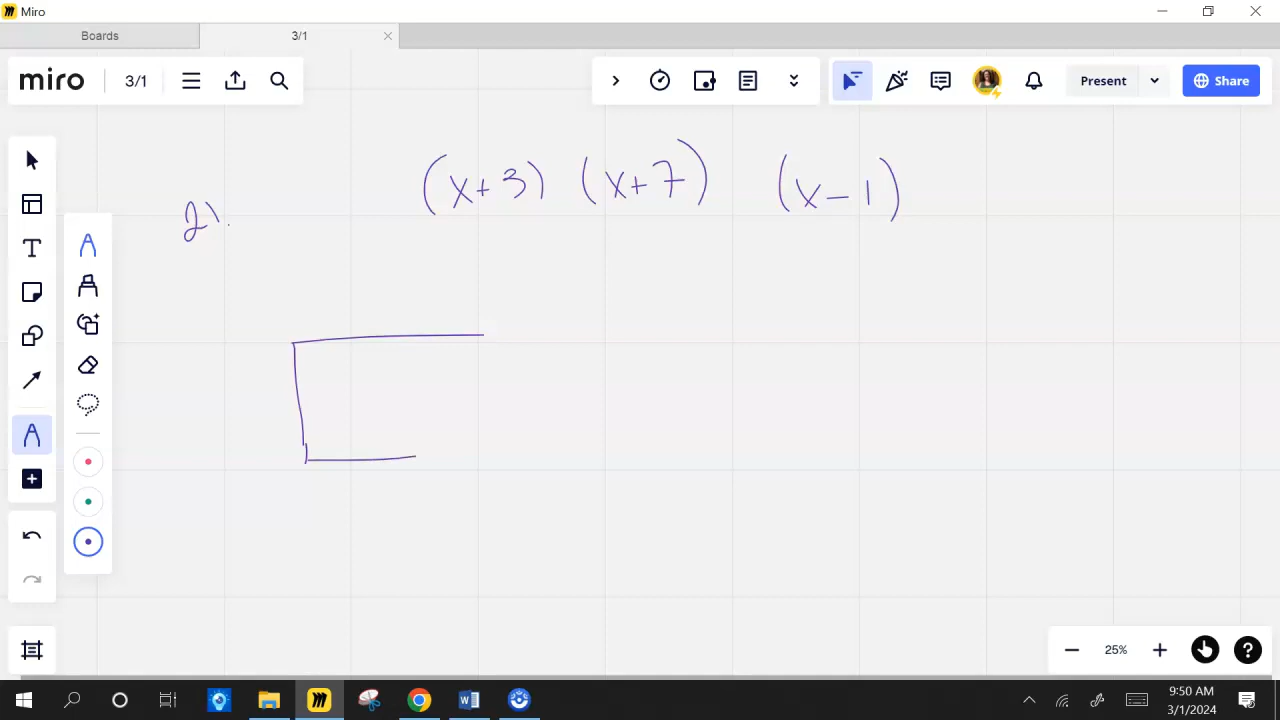 Miro
Boards
3/1
miro
3/1
Present
Share
(x+3) (x+7) (x-1)
2).
T
25%
?
9:50 AM
3/1/2024